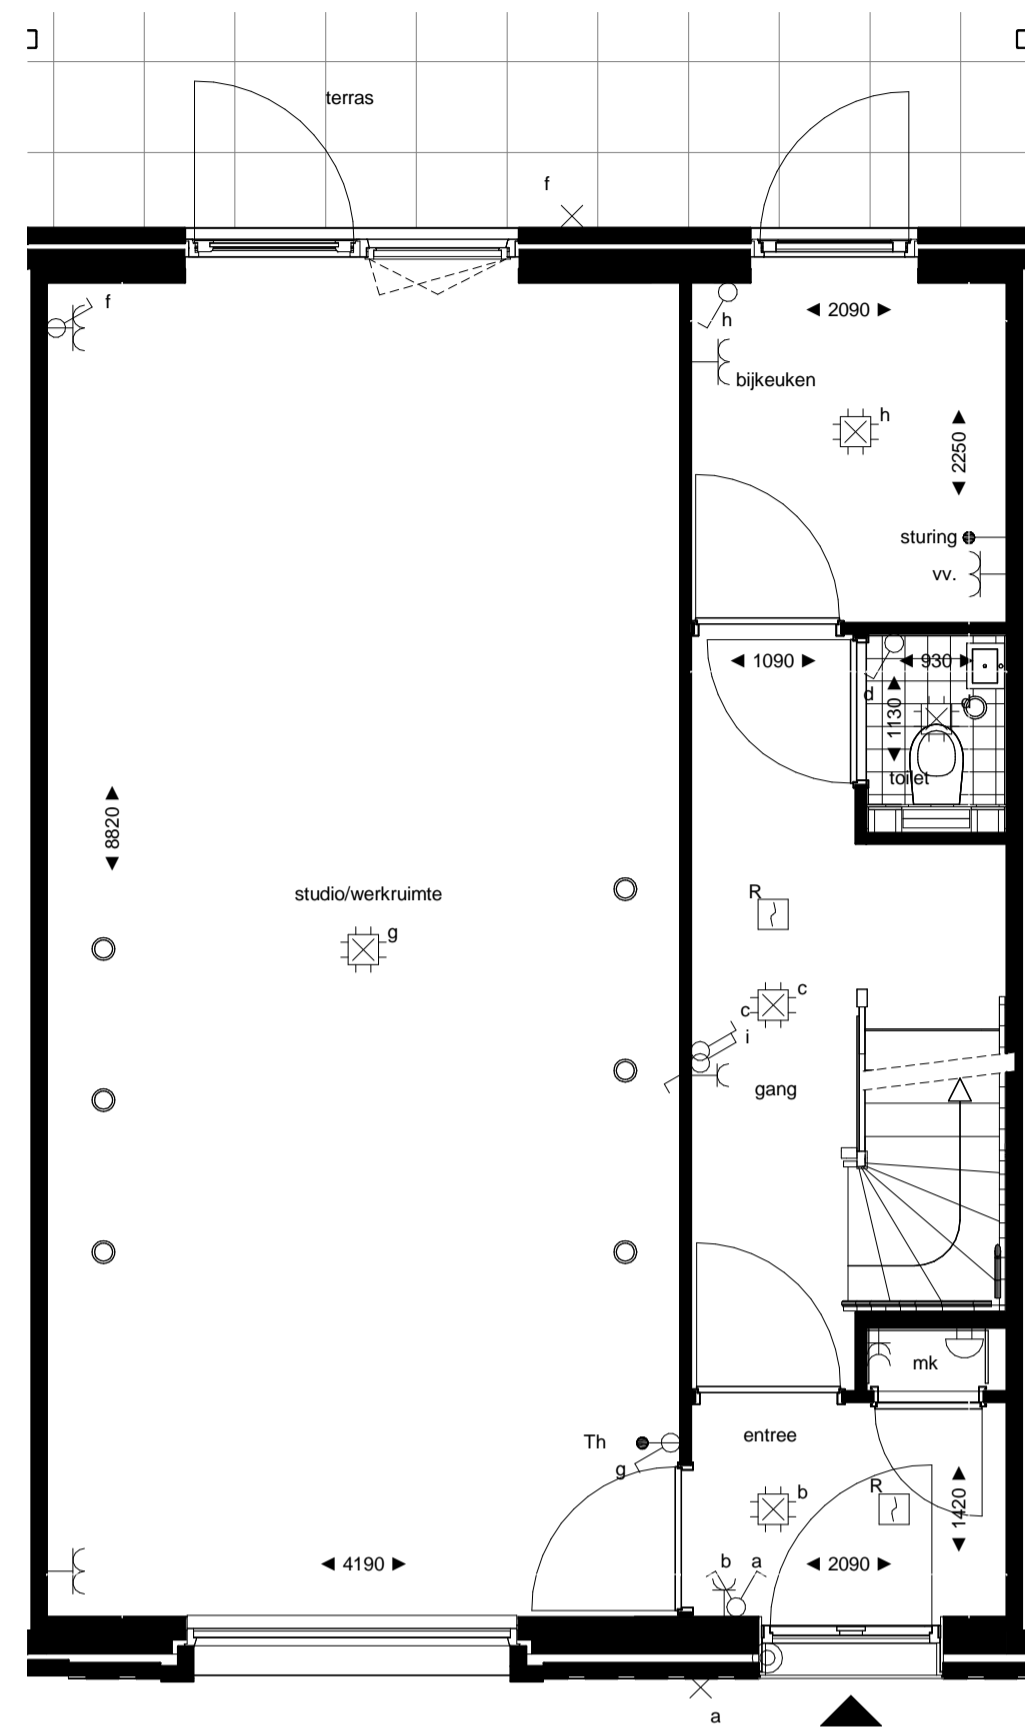 terras
f
f
h
2090
bijkeuken
h
2250
sturing
vv.
1090
930
d
d
1130
toilet
8820
studio/werkruimte
g
R
c
c
i
gang
mk
entree
Th
g
b
R
1420
b
a
4190
2090
a